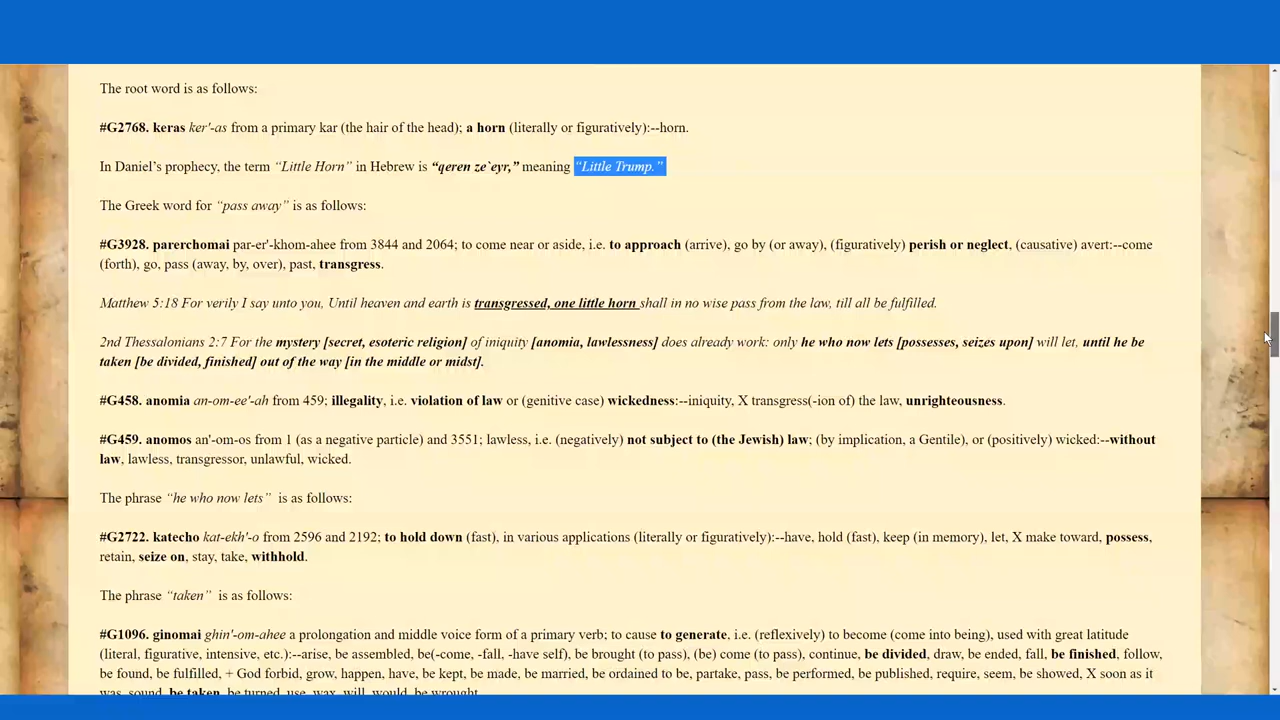 The root word is as follows:
#G2768. keras ker'-as from a primary kar (the hair of the head); a horn (literally or figuratively):--horn.
In Daniel’s prophecy, the term “Little Horn” in Hebrew is “qeren ze`eyr,” meaning “Little Trump.”
The Greek word for “pass away” is as follows:
#G3928. parerchomai par-er'-khom-ahee from 3844 and 2064; to come near or aside, i.e. to approach (arrive), go by (or away), (figuratively) perish or neglect, (causative) avert:--come
(forth), go, pass (away, by, over), past, transgress.
Matthew 5:18 For verily I say unto you, Until heaven and earth is transgressed, one little horn shall in no wise pass from the law, till all be fulfilled.
2nd Thessalonians 2:7 For the mystery [secret, esoteric religion] of iniquity [anomia, lawlessness] does already work: only he who now lets [possesses, seizes upon] will let, until he be
taken [be divided, finished] out of the way [in the middle or midst].
#G458. anomia an-om-ee'-ah from 459; illegality, i.e. violation of law or (genitive case) wickedness:--iniquity, X transgress(-ion of) the law, unrighteousness.
#G459. anomos an'-om-os from 1 (as a negative particle) and 3551; lawless, i.e. (negatively) not subject to (the Jewish) law; (by implication, a Gentile), or (positively) wicked:--without
law, lawless, transgressor, unlawful, wicked.
The phrase “he who now lets” is as follows:
#G2722. katecho kat-ekh'-o from 2596 and 2192; to hold down (fast), in various applications (literally or figuratively):--have, hold (fast), keep (in memory), let, X make toward, possess,
retain, seize on, stay, take, withhold.
The phrase “taken” is as follows:
#G1096. ginomai ghin'-om-ahee a prolongation and middle voice form of a primary verb; to cause to generate, i.e. (reflexively) to become (come into being), used with great latitude
(literal, figurative, intensive, etc.):--arise, be assembled, be(-come, -fall, -have self), be brought (to pass), (be) come (to pass), continue, be divided, draw, be ended, fall, be finished, follow,
be found, be fulfilled, + God forbid, grow, happen, have, be kept, be made, be married, be ordained to be, partake, pass, be performed, be published, require, seem, be showed, X soon as it
was, sound, be taken, be turned, use, wax, will, would, be wrought.